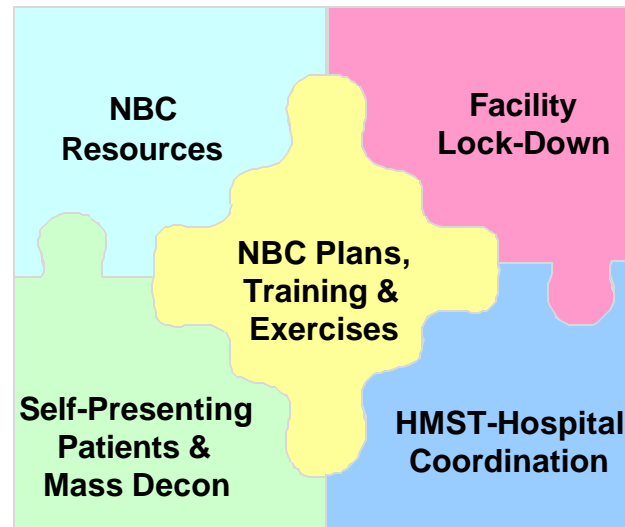 NBC
Resources
Facility
Lock-Down
NBC Plans,
Training &
Exercises
Self-Presenting
Patients &
Mass Decon
HMST-Hospital
Coordination